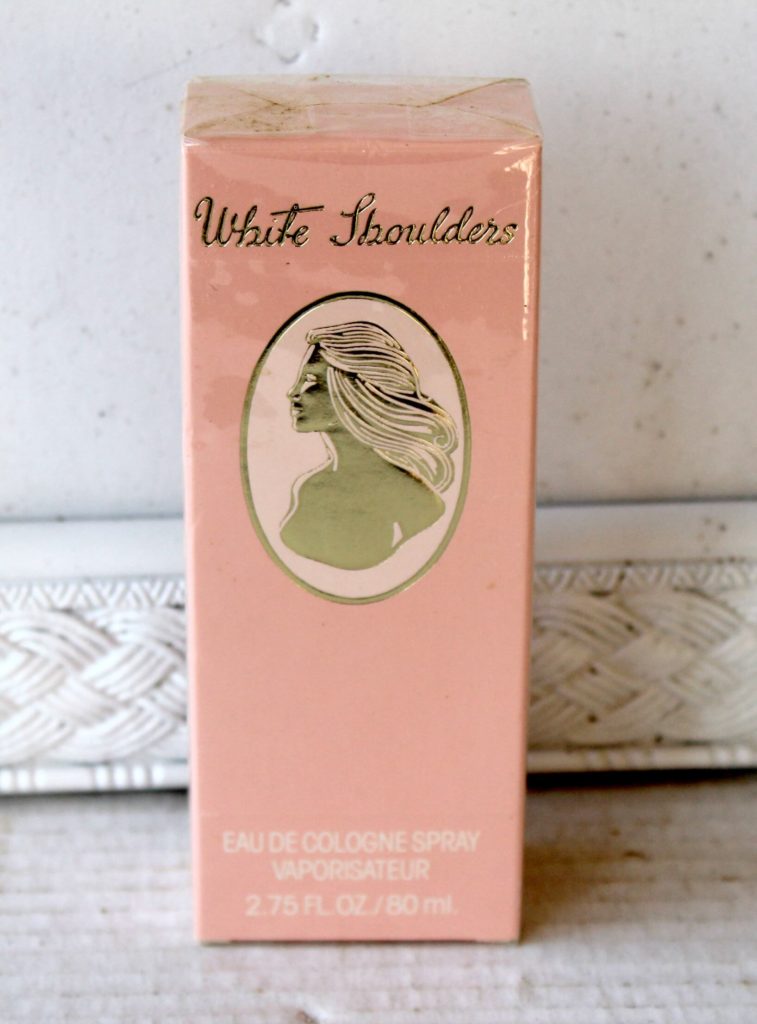 White Shoulders
EAU DE COLOGNE SPRAY
VAPORISATEUR
2.75 FL.OZ./80 ml.